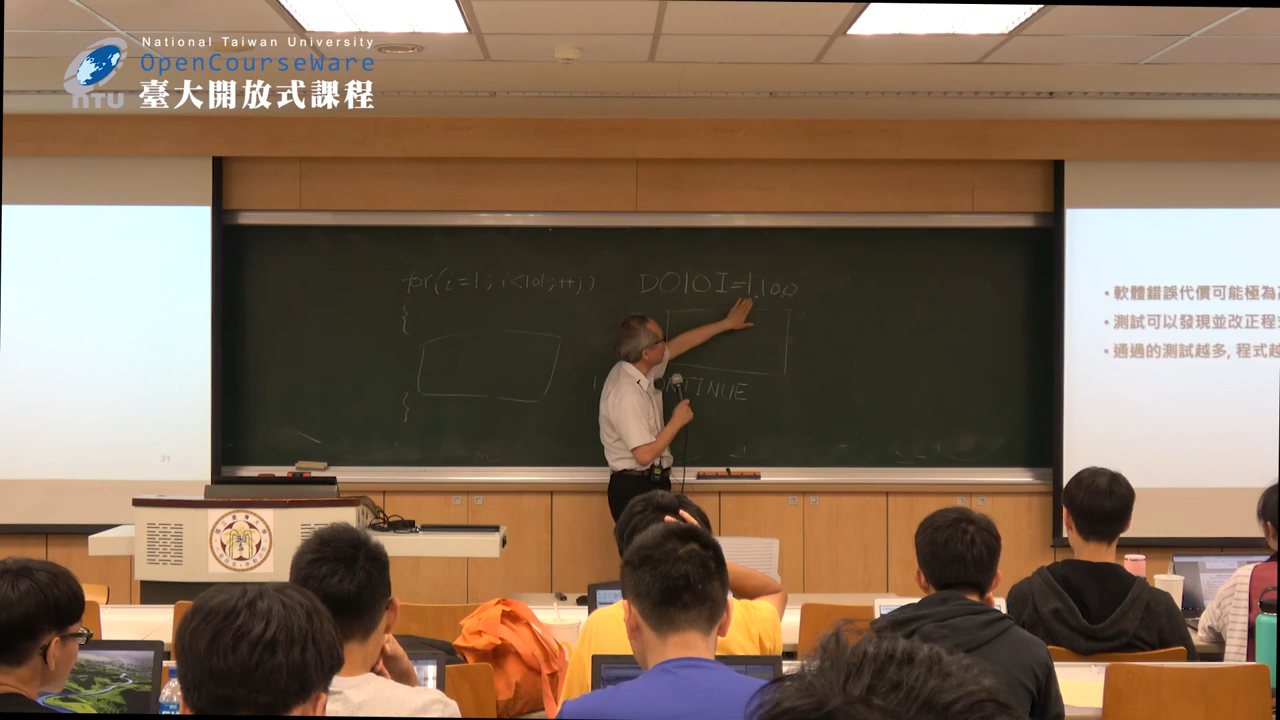 National Taiwan University
OpenCourseWare
臺大開放式課程
NTU
for(i=1; i<101; ++j)
{
}
DO10I=1,100
CONTINUE
31
• 軟體錯誤代價可能極為
• 測試可以發現並改正程
• 通過的測試越多, 程式越